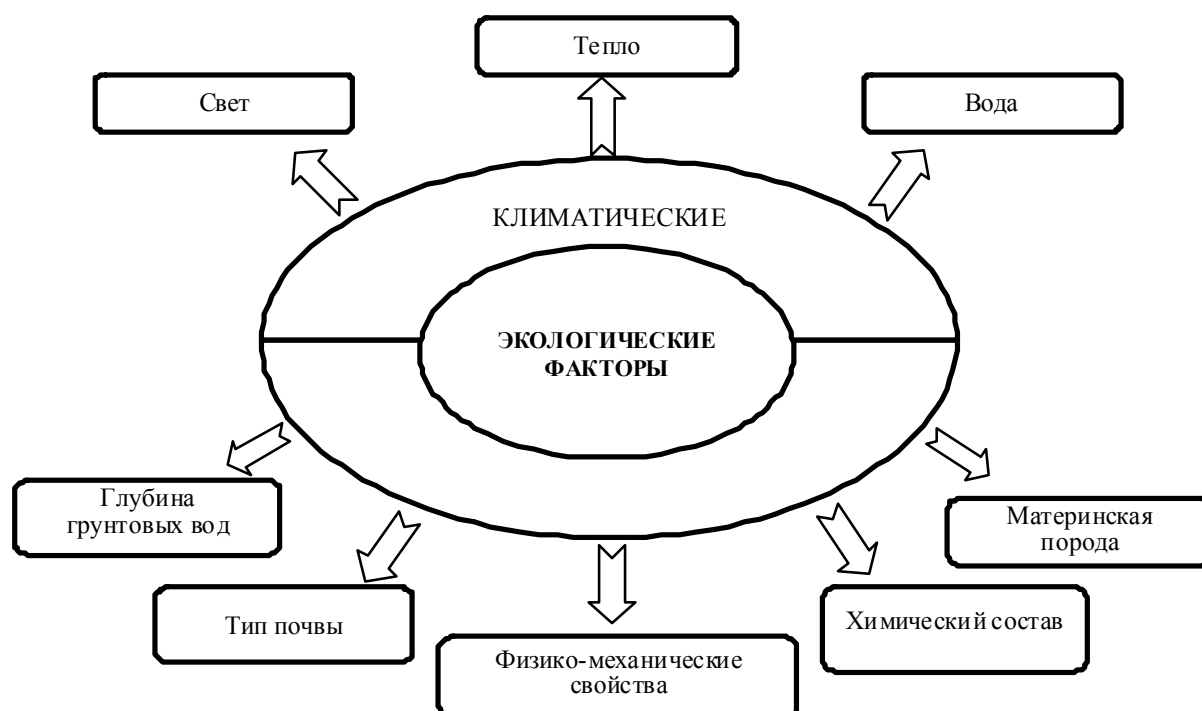 Тепло
Свет
Вода
КЛИМАТИЧЕСКИЕ
ЭКОЛОГИЧЕСКИЕ
ФАКТОРЫ
Глубина
грунтовых вод
Материнская
порода
Тип почвы
Химический состав
Физико-механические
свойства